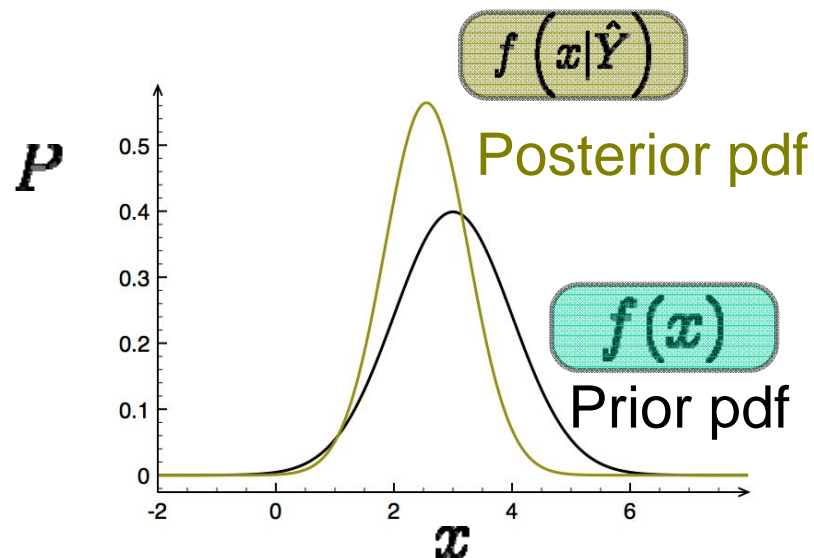 f(x|Ŷ)
Posterior pdf
P
0.5
0.4
0.3
f(x)
0.2
Prior pdf
0.1
0
-2 0 2 4 6
x